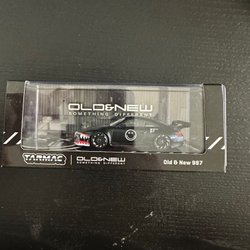 OLD&NEW
SOMETHING DIFFERENT
TARMAC
OLD&NEW
SOMETHING DIFFERENT
Old & New 997